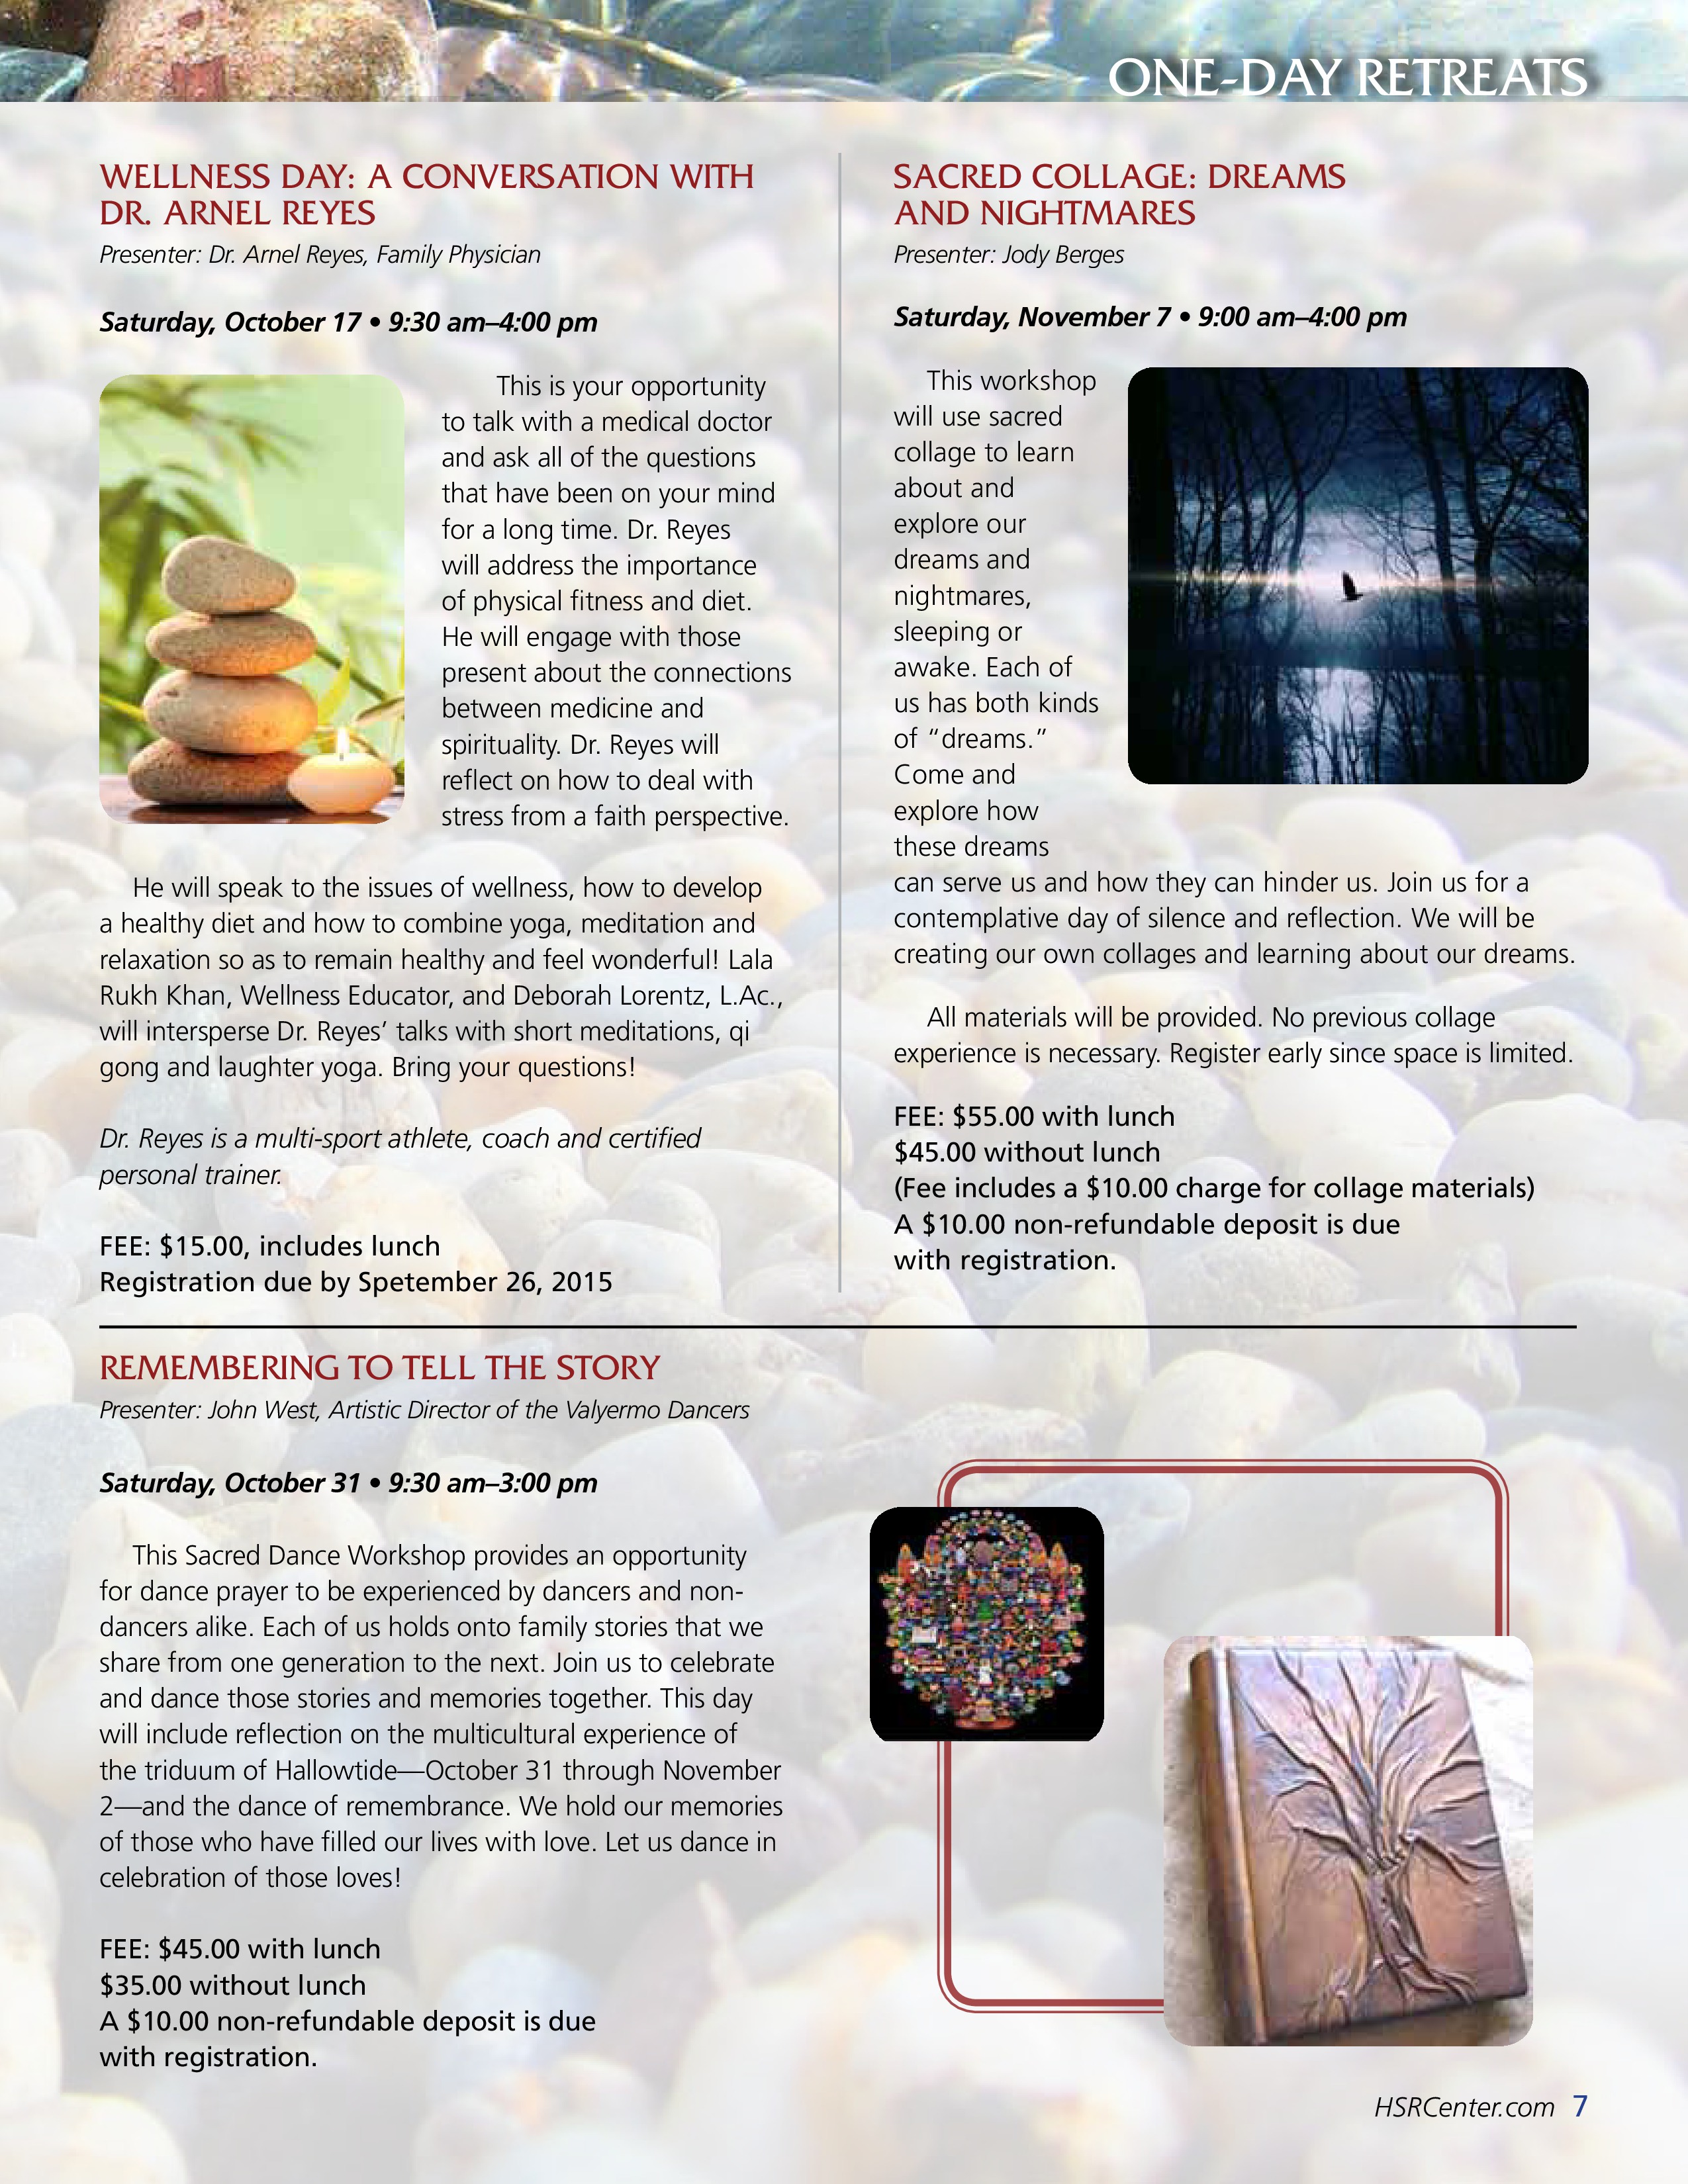 ONE-DAY RETREATS
WELLNESS DAY: A CONVERSATION WITH
DR. ARNEL REYES
Presenter: Dr. Arnel Reyes, Family Physician
Saturday, October 17 • 9:30 am–4:00 pm
This is your opportunity
to talk with a medical doctor
and ask all of the questions
that have been on your mind
for a long time. Dr. Reyes
will address the importance
of physical fitness and diet.
He will engage with those
present about the connections
between medicine and
spirituality. Dr. Reyes will
reflect on how to deal with
stress from a faith perspective.
He will speak to the issues of wellness, how to develop
a healthy diet and how to combine yoga, meditation and
relaxation so as to remain healthy and feel wonderful! Lala
Rukh Khan, Wellness Educator, and Deborah Lorentz, L.Ac.,
will intersperse Dr. Reyes’ talks with short meditations, qi
gong and laughter yoga. Bring your questions!
Dr. Reyes is a multi-sport athlete, coach and certified
personal trainer.
FEE: $15.00, includes lunch
Registration due by Spetember 26, 2015
SACRED COLLAGE: DREAMS
AND NIGHTMARES
Presenter: Jody Berges
Saturday, November 7 • 9:00 am–4:00 pm
This workshop
will use sacred
collage to learn
about and
explore our
dreams and
nightmares,
sleeping or
awake. Each of
us has both kinds
of “dreams.”
Come and
explore how
these dreams
can serve us and how they can hinder us. Join us for a
contemplative day of silence and reflection. We will be
creating our own collages and learning about our dreams.
All materials will be provided. No previous collage
experience is necessary. Register early since space is limited.
FEE: $55.00 with lunch
$45.00 without lunch
(Fee includes a $10.00 charge for collage materials)
A $10.00 non-refundable deposit is due
with registration.
REMEMBERING TO TELL THE STORY
Presenter: John West, Artistic Director of the Valyermo Dancers
Saturday, October 31 • 9:30 am–3:00 pm
This Sacred Dance Workshop provides an opportunity
for dance prayer to be experienced by dancers and non-
dancers alike. Each of us holds onto family stories that we
share from one generation to the next. Join us to celebrate
and dance those stories and memories together. This day
will include reflection on the multicultural experience of
the triduum of Hallowtide—October 31 through November
2—and the dance of remembrance. We hold our memories
of those who have filled our lives with love. Let us dance in
celebration of those loves!
FEE: $45.00 with lunch
$35.00 without lunch
A $10.00 non-refundable deposit is due
with registration.
HSRCenter.com 7